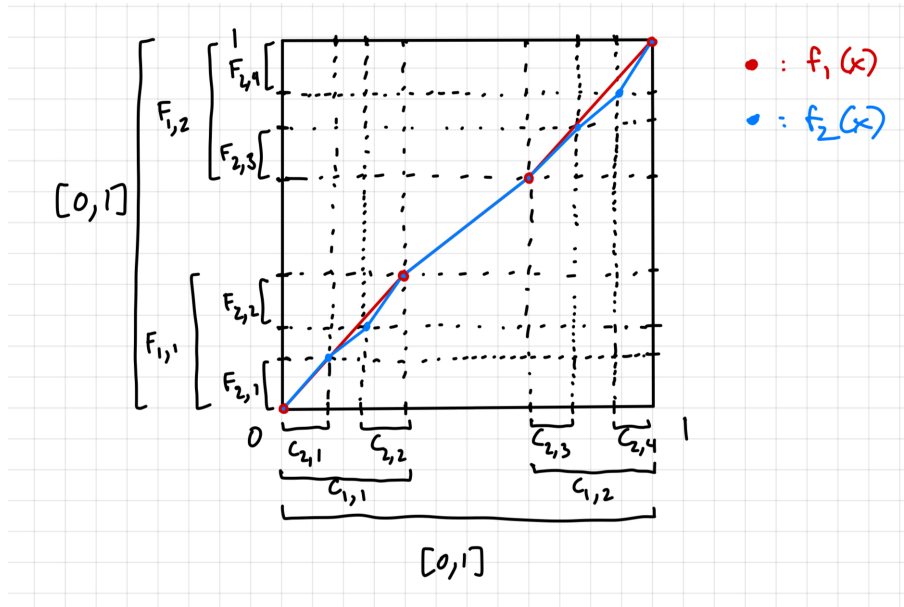 1
F₂,₄
• : f₁(x)
F₁,₂
• : f₂(x)
F₂,₃
[0,1]
F₂,₂
F₁,₁
F₂,₁
0
1
C₂,₁ C₂,₂ C₂,₃ C₂,₄
C₁,₁ C₁,₂
[0,1]